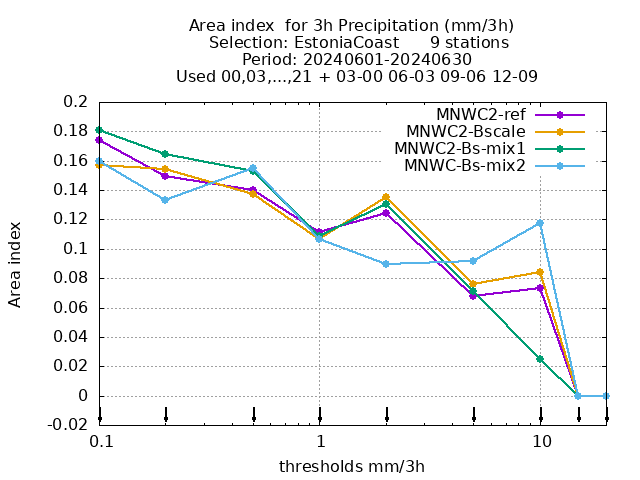 Area index  for 3h Precipitation (mm/3h)
Selection: EstoniaCoast      9 stations
Period: 20240601-20240630
Used 00,03,...,21 + 03-00 06-03 09-06 12-09
MNWC2-ref
MNWC2-Bscale
MNWC2-Bs-mix1
MNWC-Bs-mix2
0.2
0.18
0.16
0.14
0.12
0.1
0.08
0.06
0.04
0.02
0
-0.02
Area index
0.1 1 10
thresholds mm/3h